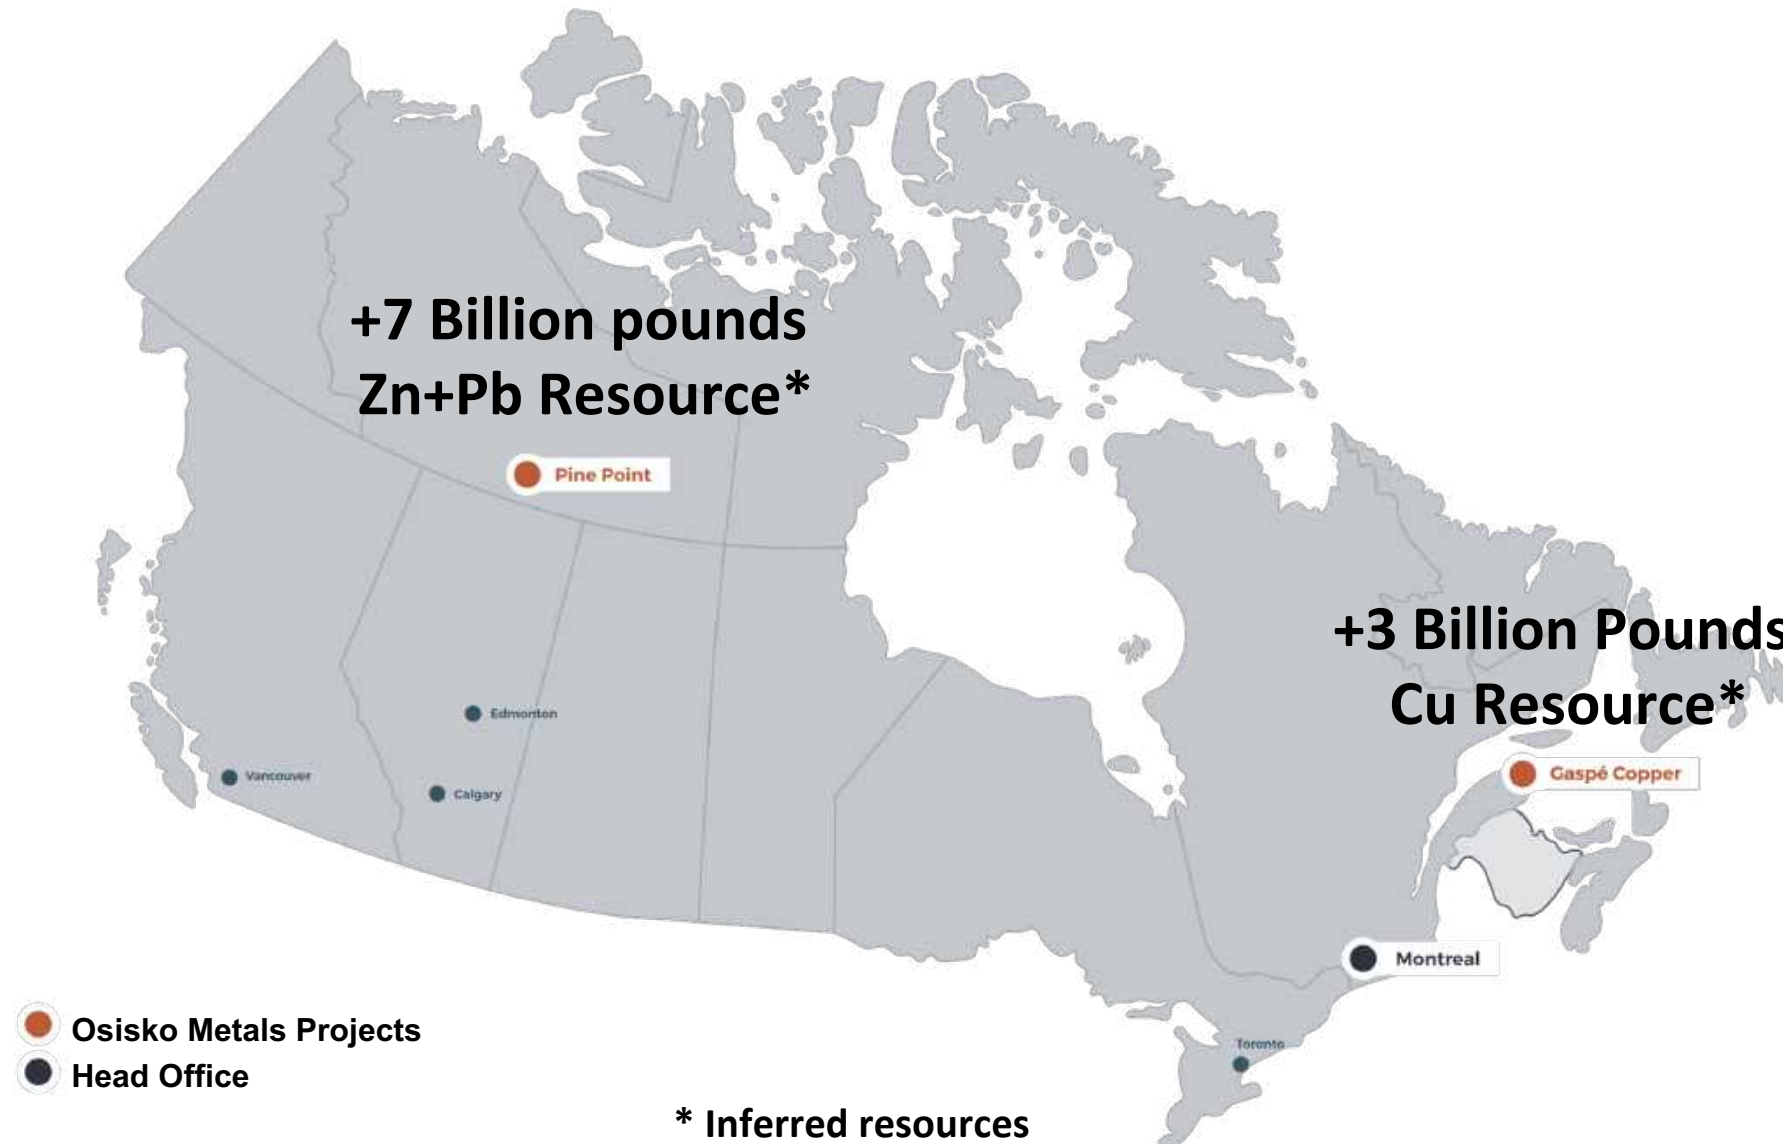 +7 Billion pounds
Zn+Pb Resource*
Pine Point
+3 Billion Pounds
Cu Resource*
Edmonton
Vancouver
Calgary
Gaspé Copper
Montreal
Toronto
Osisko Metals Projects
Head Office
* Inferred resources